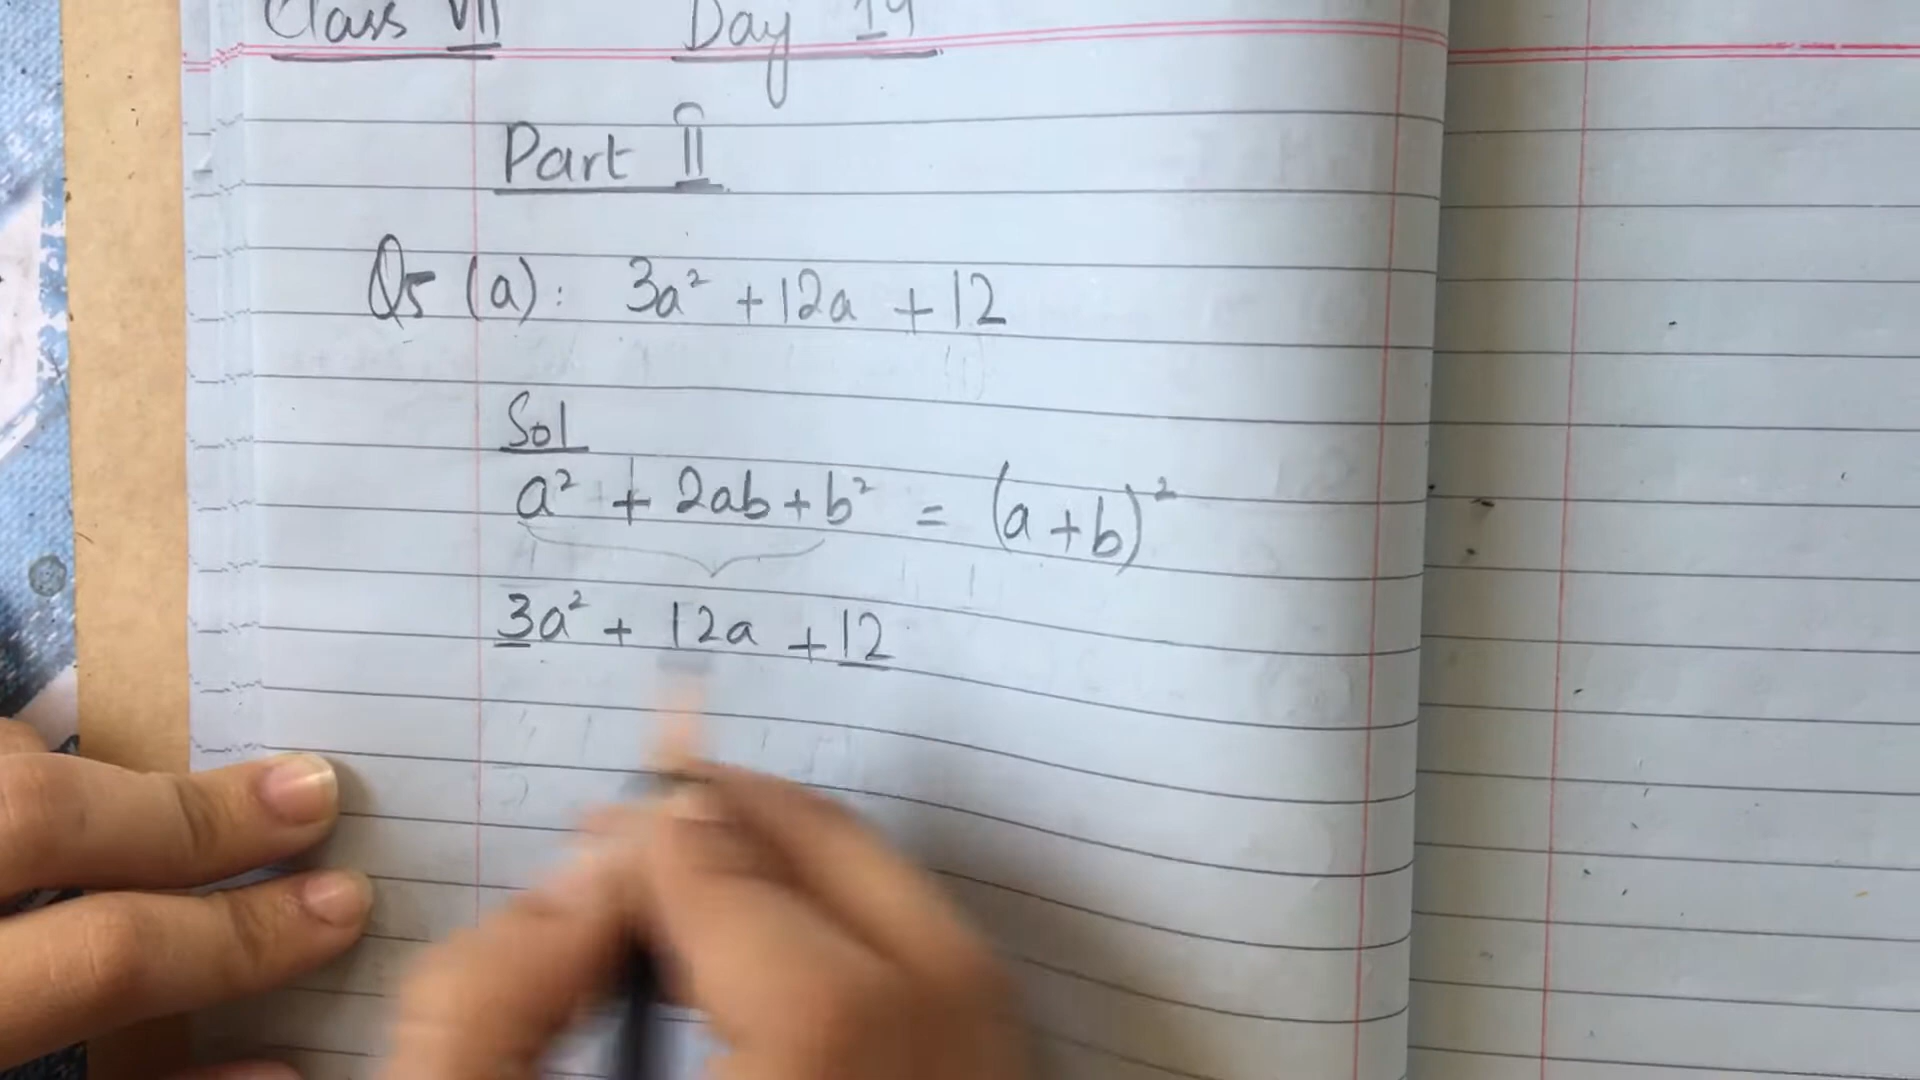 Class VII Day 19
Part II
Q5 (a): 3a² + 12a + 12
Sol
a² + 2ab + b² = (a + b)²
3a² + 12a + 12